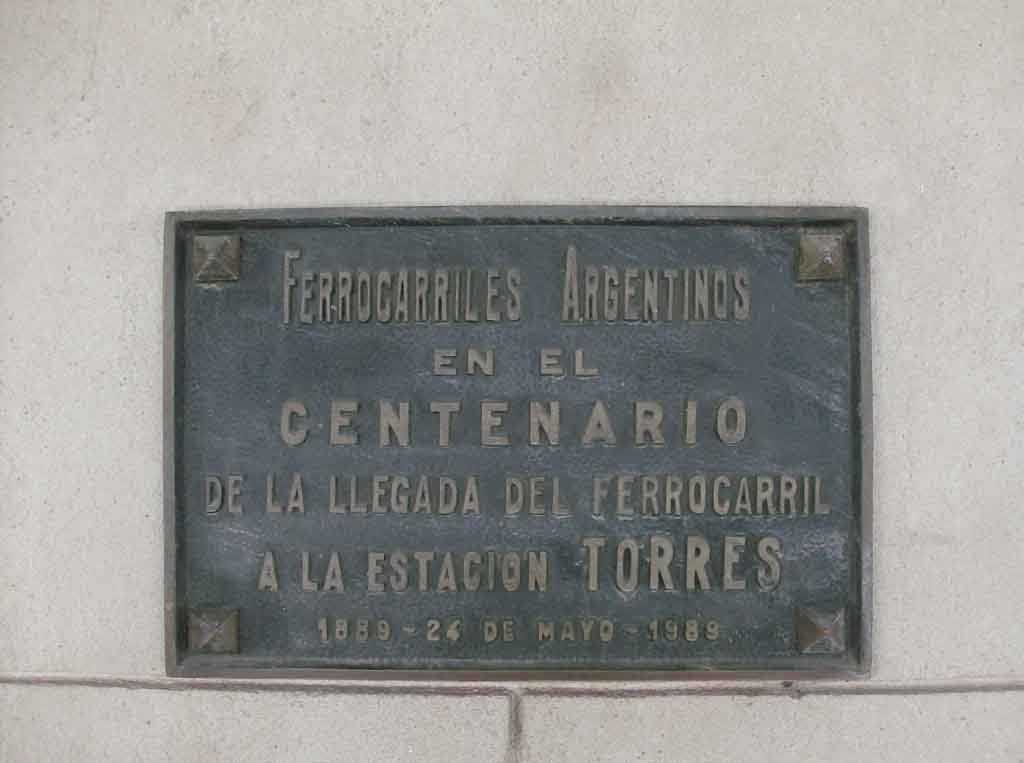 FERROCARRILES ARGENTINOS
EN EL
CENTENARIO
DE LA LLEGADA DEL FERROCARRIL
A LA ESTACION TORRES
1889 - 24 DE MAYO - 1989